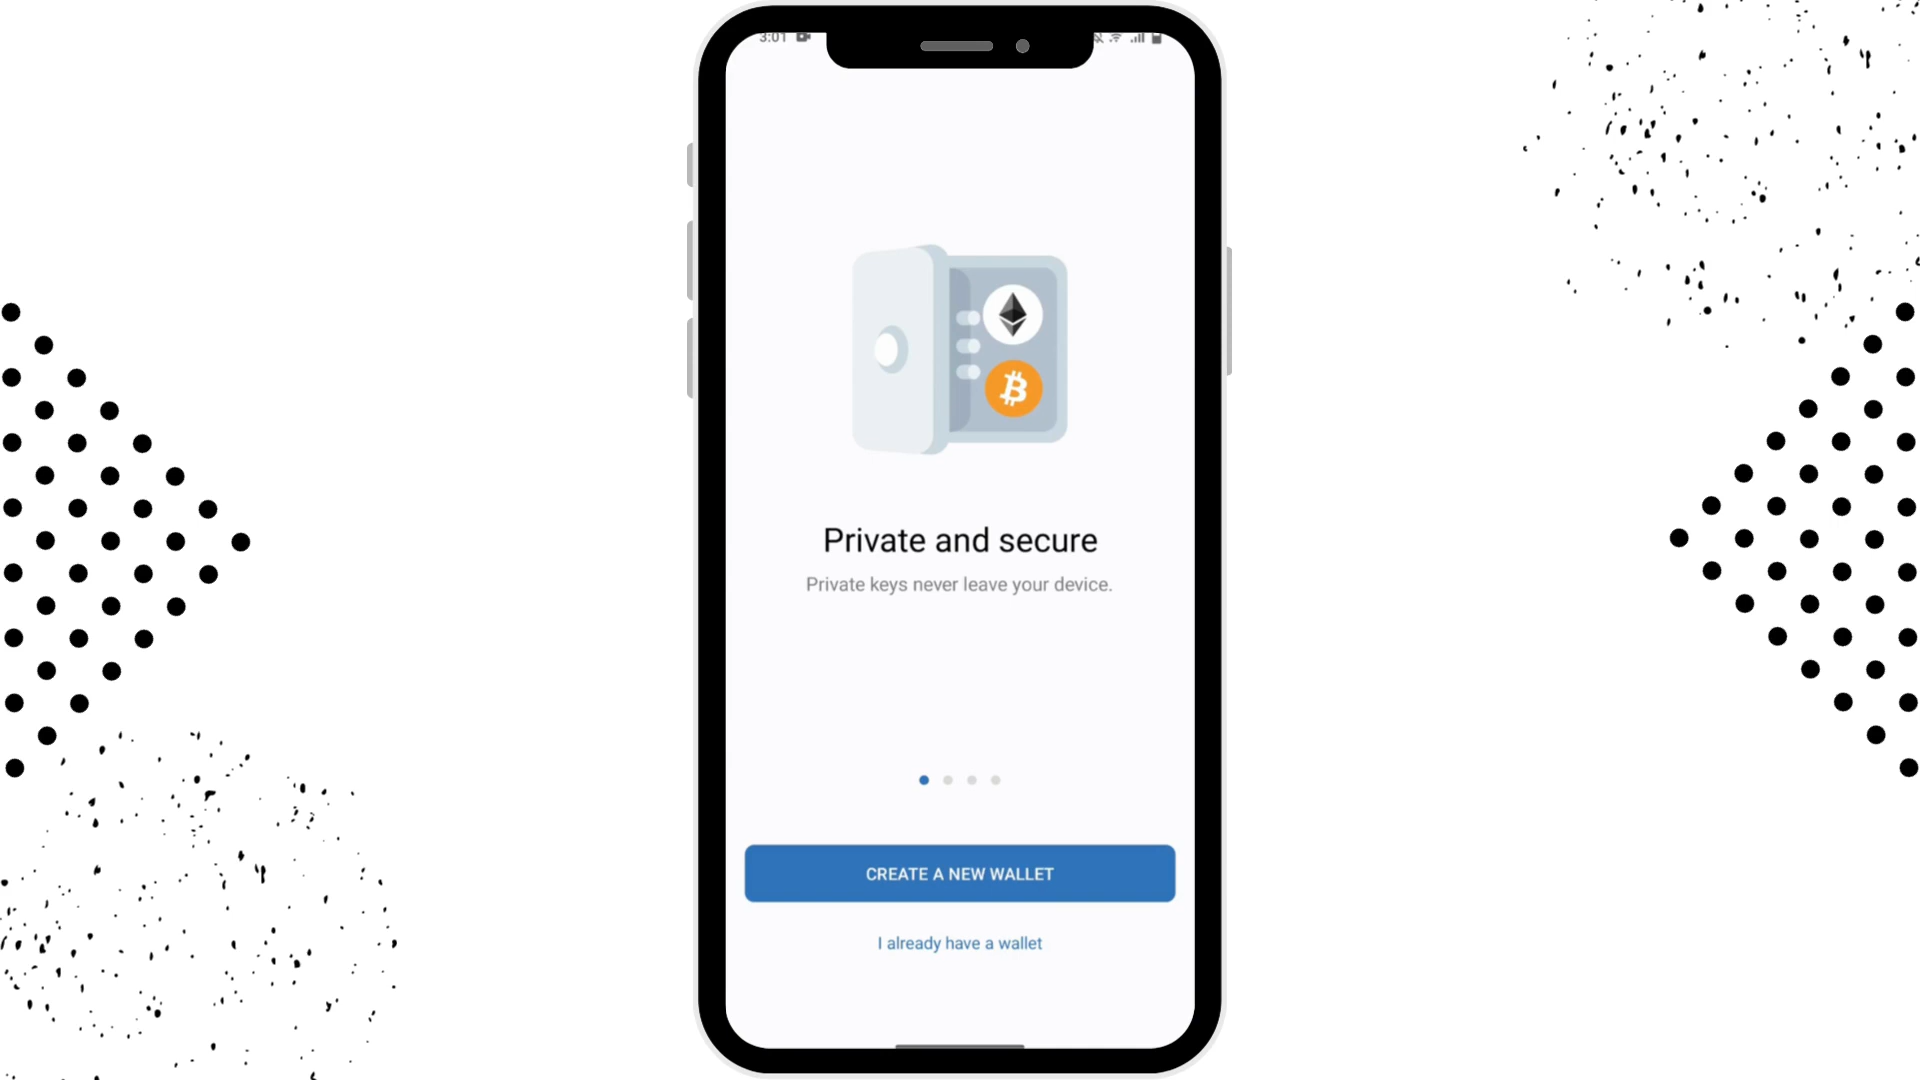 3:01
Private and secure
Private keys never leave your device.
CREATE A NEW WALLET
I already have a wallet